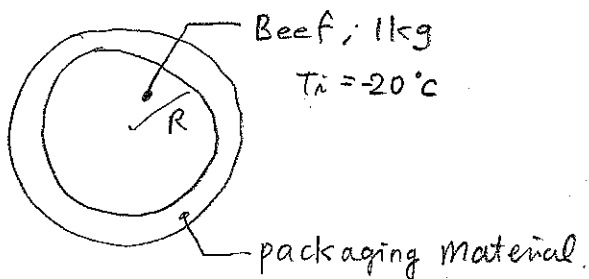 Beef; 1kg
Ti = -20°C
R
packaging material.